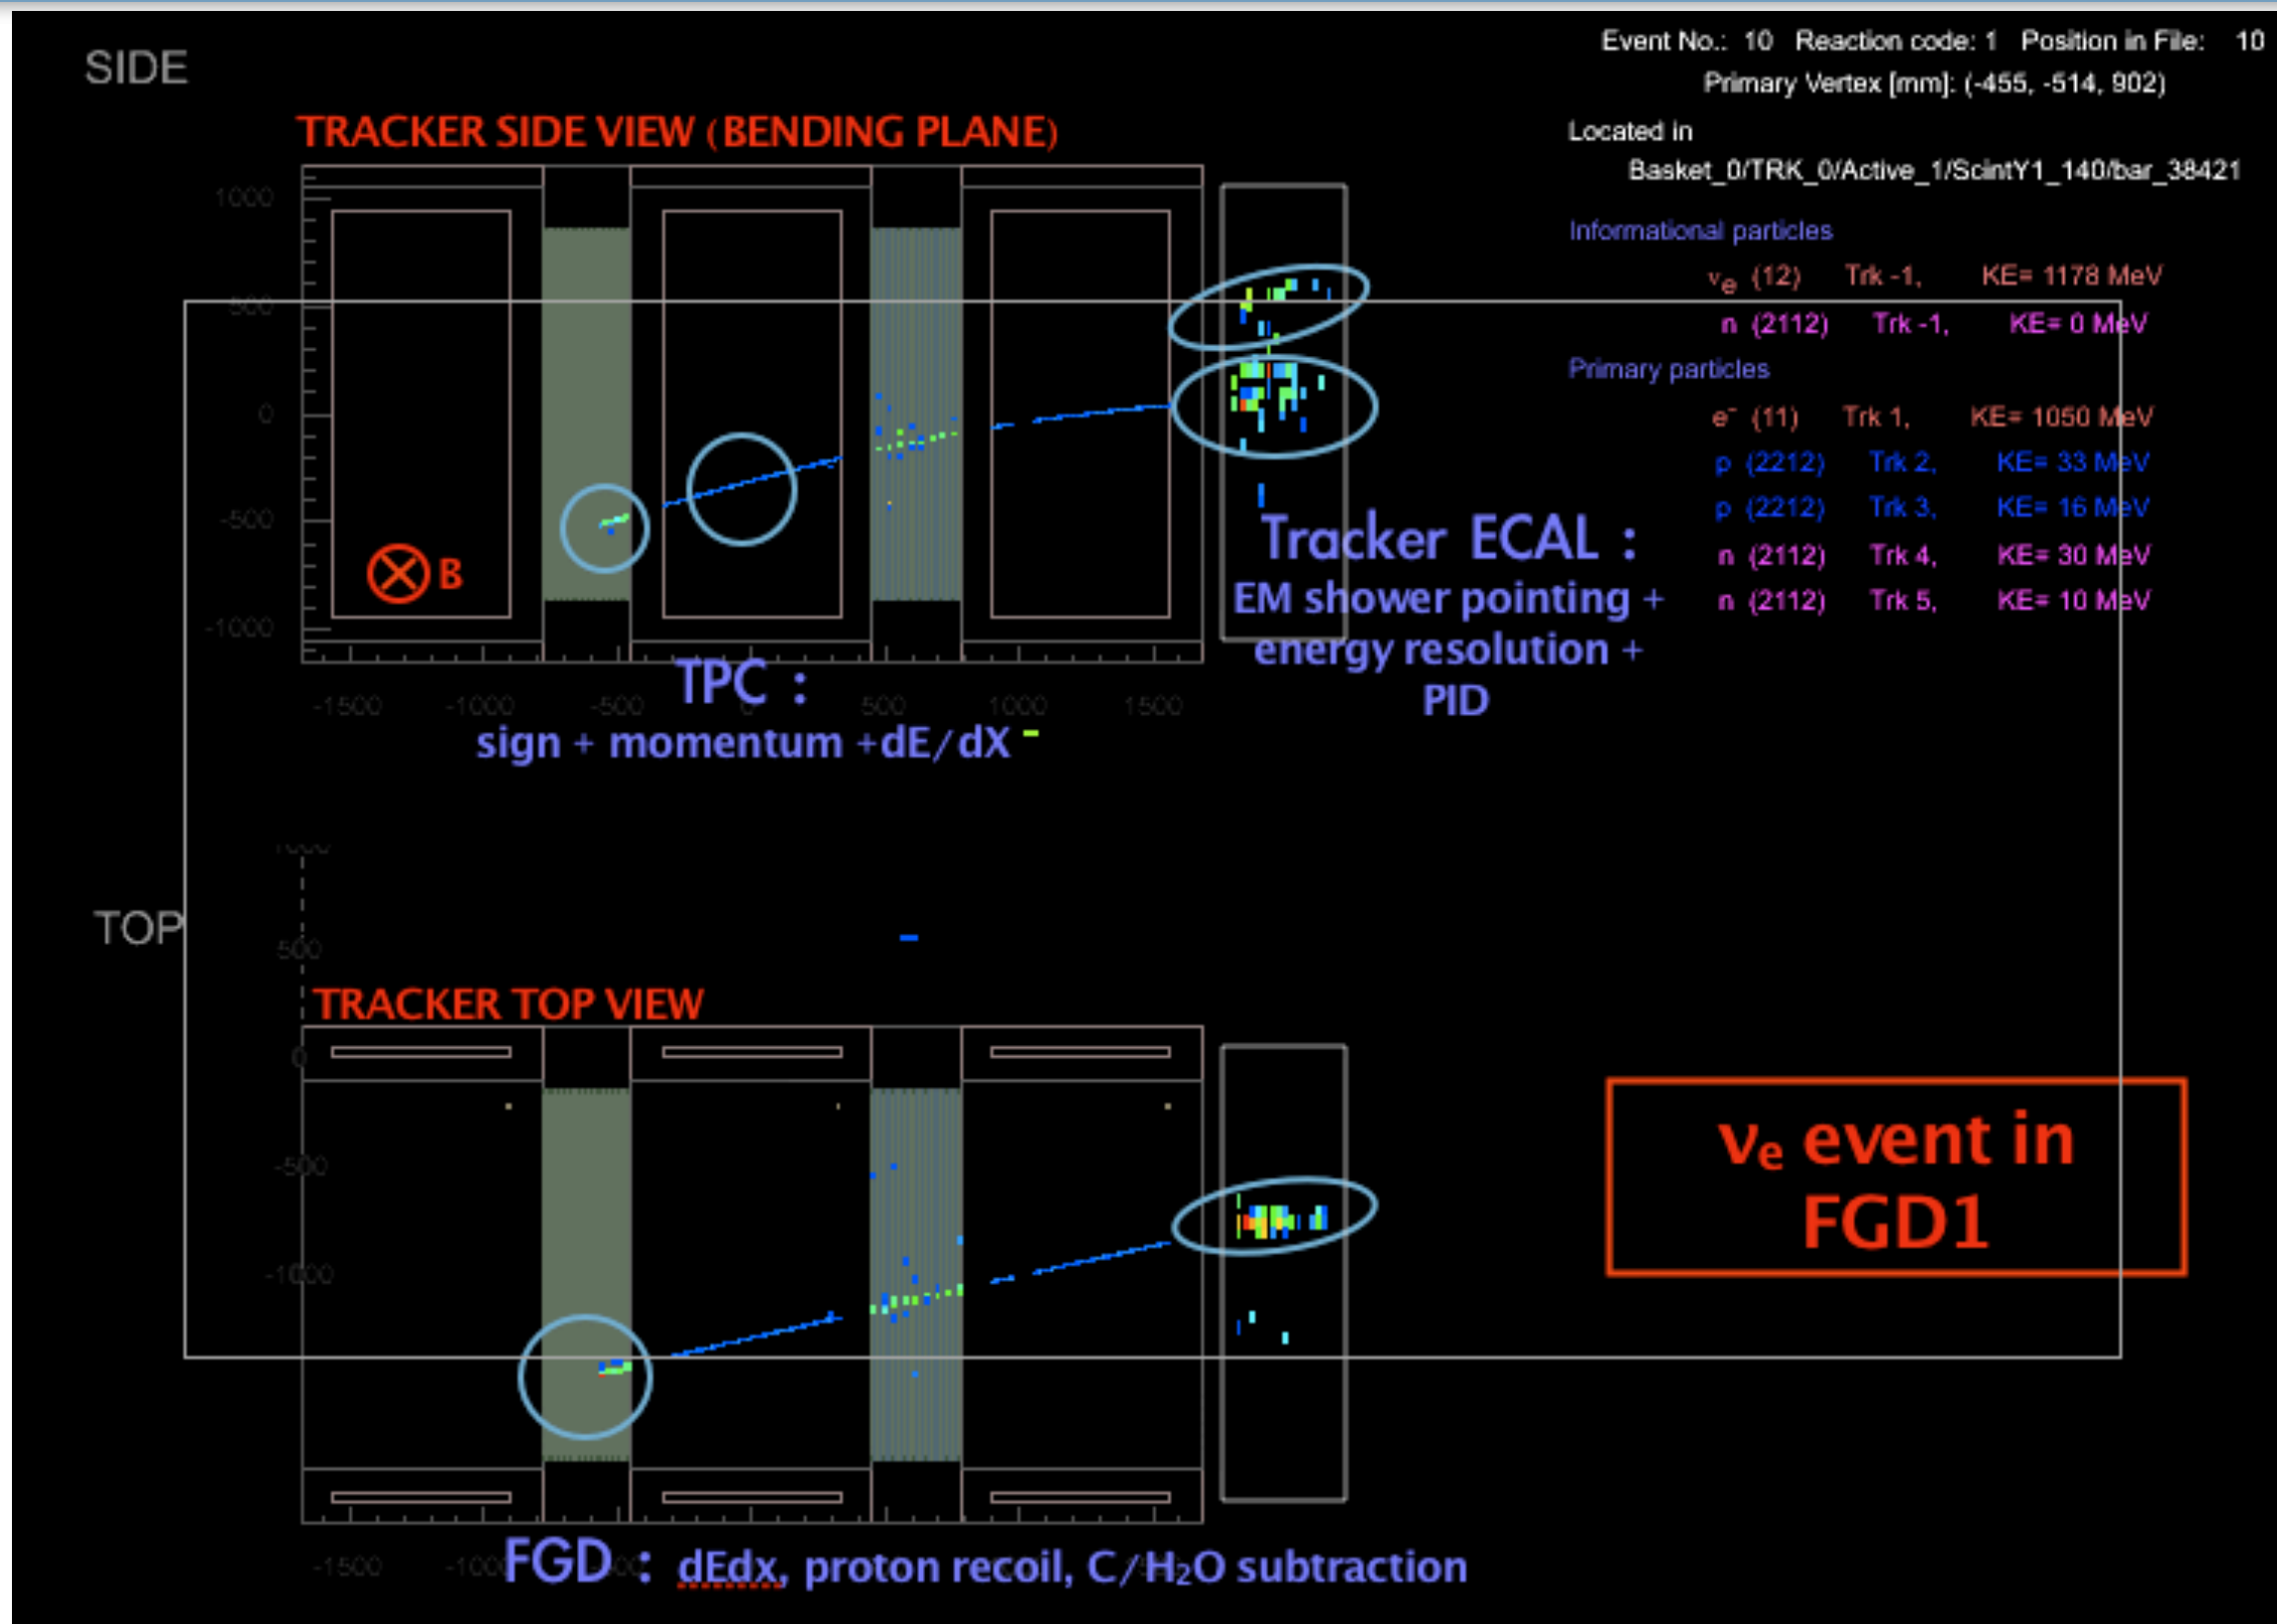 SIDE
Event No.: 10 Reaction code: 1 Position in File: 10
Primary Vertex [mm]: (-455, -514, 902)
Located in
Basket_0/TRK_0/Active_1/ScintY1_140/bar_38421
TRACKER SIDE VIEW (BENDING PLANE)
1000
500
0
-500
-1000
B
-1500 -1000 -500 0 500 1000 1500
Informational particles
νe (12) Trk -1, KE= 1178 MeV
n (2112) Trk -1, KE= 0 MeV
Primary particles
e- (11) Trk 1, KE= 1050 MeV
p (2212) Trk 2, KE= 33 MeV
p (2212) Trk 3, KE= 16 MeV
n (2112) Trk 4, KE= 30 MeV
n (2112) Trk 5, KE= 10 MeV
Tracker ECAL :
EM shower pointing +
energy resolution +
PID
TPC :
sign + momentum +dE/dX
TOP
1000
500
TRACKER TOP VIEW
0
-500
-1000
νe event in
FGD1
-1500
FGD : dEdx, proton recoil, C/H₂O subtraction